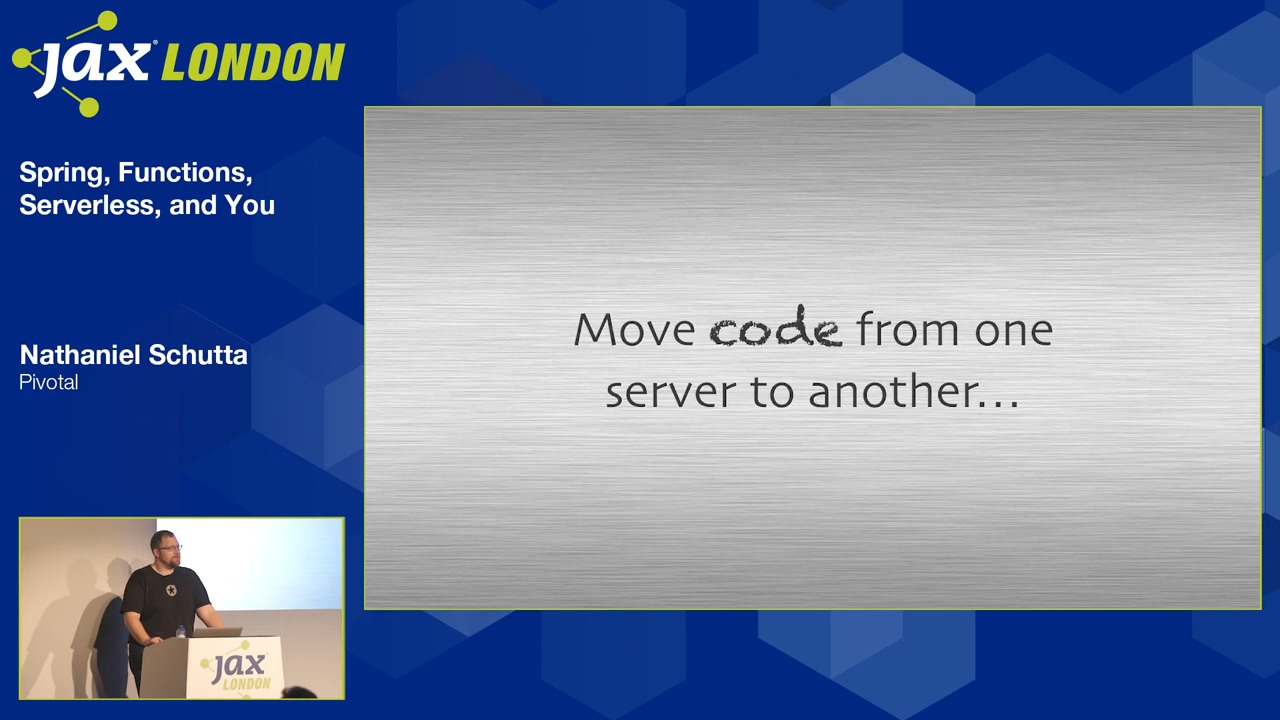 jax® LONDON
Spring, Functions,
Serverless, and You
Nathaniel Schutta
Pivotal
Move code from one
server to another…
jax
LONDON